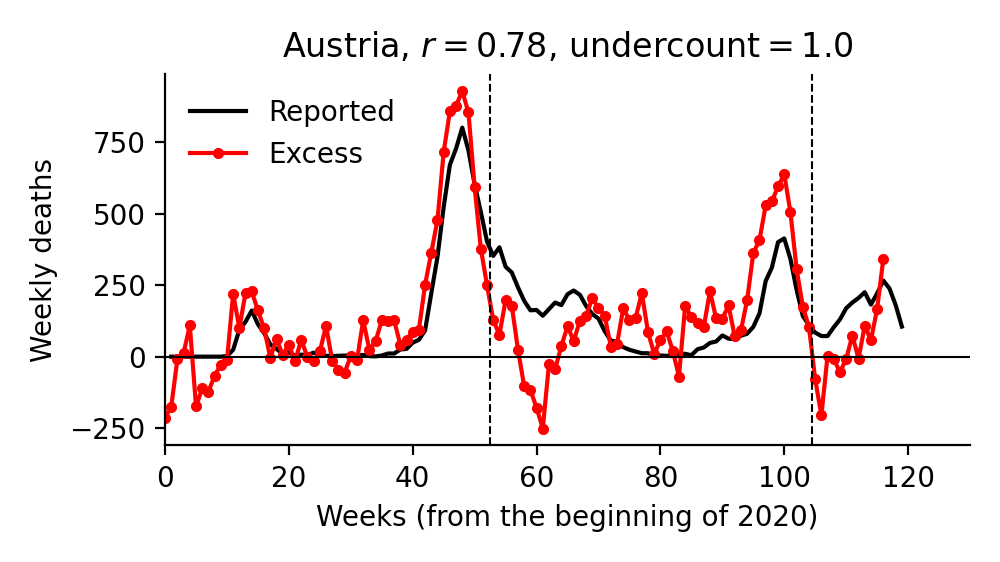 Austria, r = 0.78, undercount = 1.0
Reported
Excess
Weekly deaths
750
500
250
0
−250
0 20 40 60 80 100 120
Weeks (from the beginning of 2020)